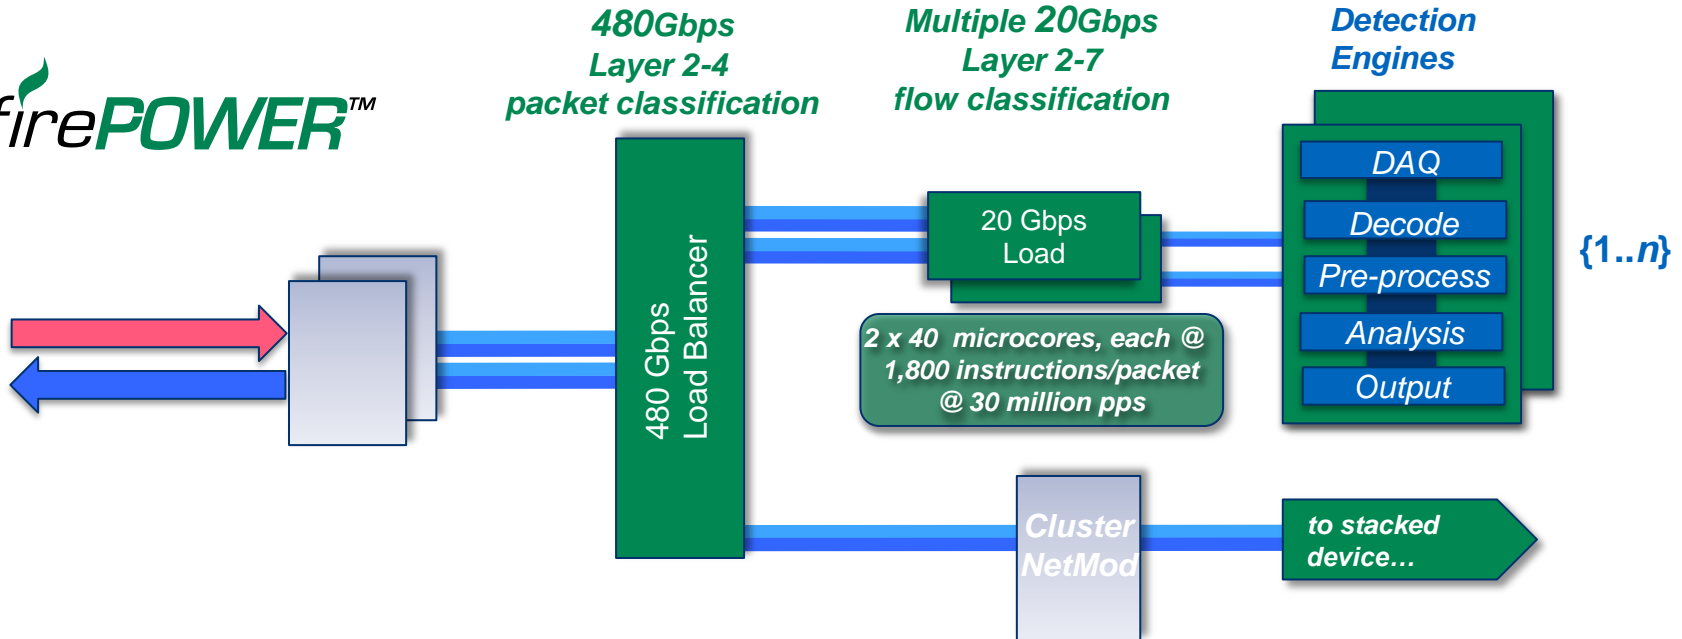 firePOWER™
480Gbps
Layer 2-4
packet classification
Multiple 20Gbps
Layer 2-7
flow classification
Detection
Engines
480 Gbps
Load Balancer
20 Gbps
Load
2 x 40 microcores, each @
1,800 instructions/packet
@ 30 million pps
DAQ
Decode
Pre-process
Analysis
Output
{1..n}
Cluster
NetMod
to stacked
device…